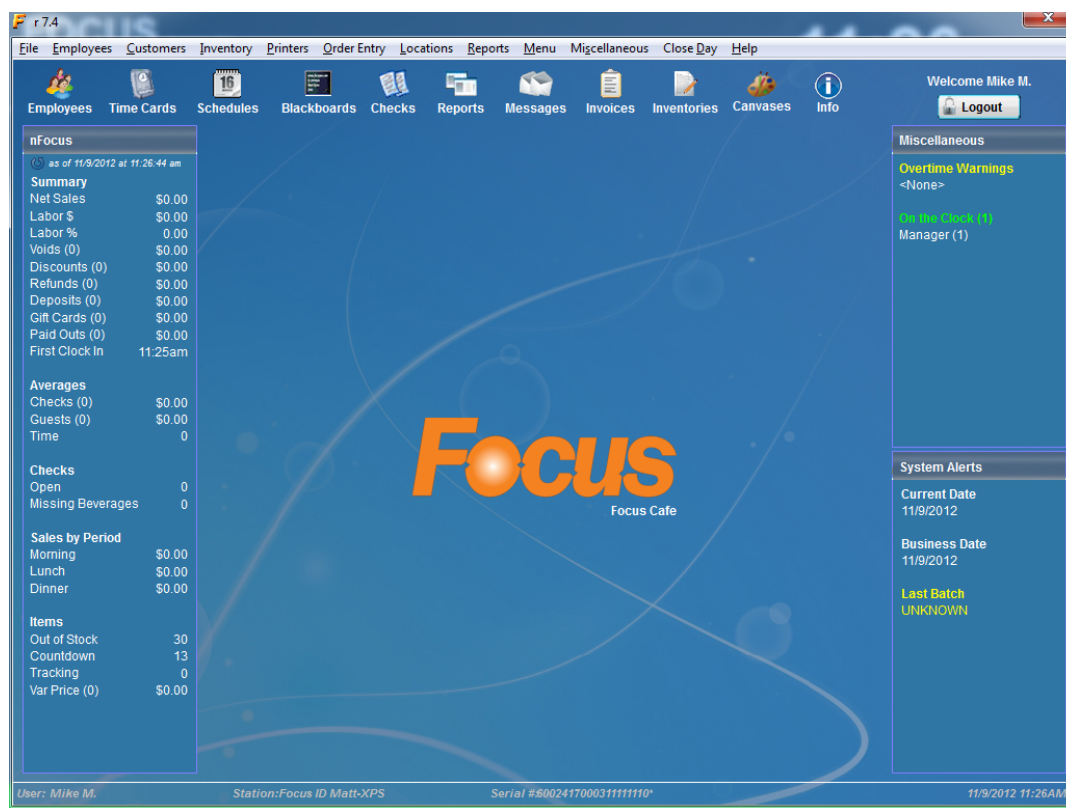 r 7.4
File Employees Customers Inventory Printers Order Entry Locations Reports Menu Miscellaneous Close Day Help
Employees Time Cards Schedules Blackboards Checks Reports Messages Invoices Inventories Canvases Info
16
Welcome Mike M.
Logout
nFocus
as of 11/9/2012 at 11:26:44 am
Summary
Net Sales $0.00
Labor $ $0.00
Labor % 0.00
Voids (0) $0.00
Discounts (0) $0.00
Refunds (0) $0.00
Deposits (0) $0.00
Gift Cards (0) $0.00
Paid Outs (0) $0.00
First Clock In 11:25am
Averages
Checks (0) $0.00
Guests (0) $0.00
Time 0
Checks
Open 0
Missing Beverages 0
Sales by Period
Morning $0.00
Lunch $0.00
Dinner $0.00
Items
Out of Stock 30
Countdown 13
Tracking 0
Var Price (0) $0.00
Focus
Focus Cafe
Miscellaneous
Overtime Warnings
<None>
On the Clock (1)
Manager (1)
System Alerts
Current Date
11/9/2012
Business Date
11/9/2012
Last Batch
UNKNOWN
User: Mike M. Station:Focus ID Matt-XPS Serial #:6002417000311111110* 11/9/2012 11:26AM